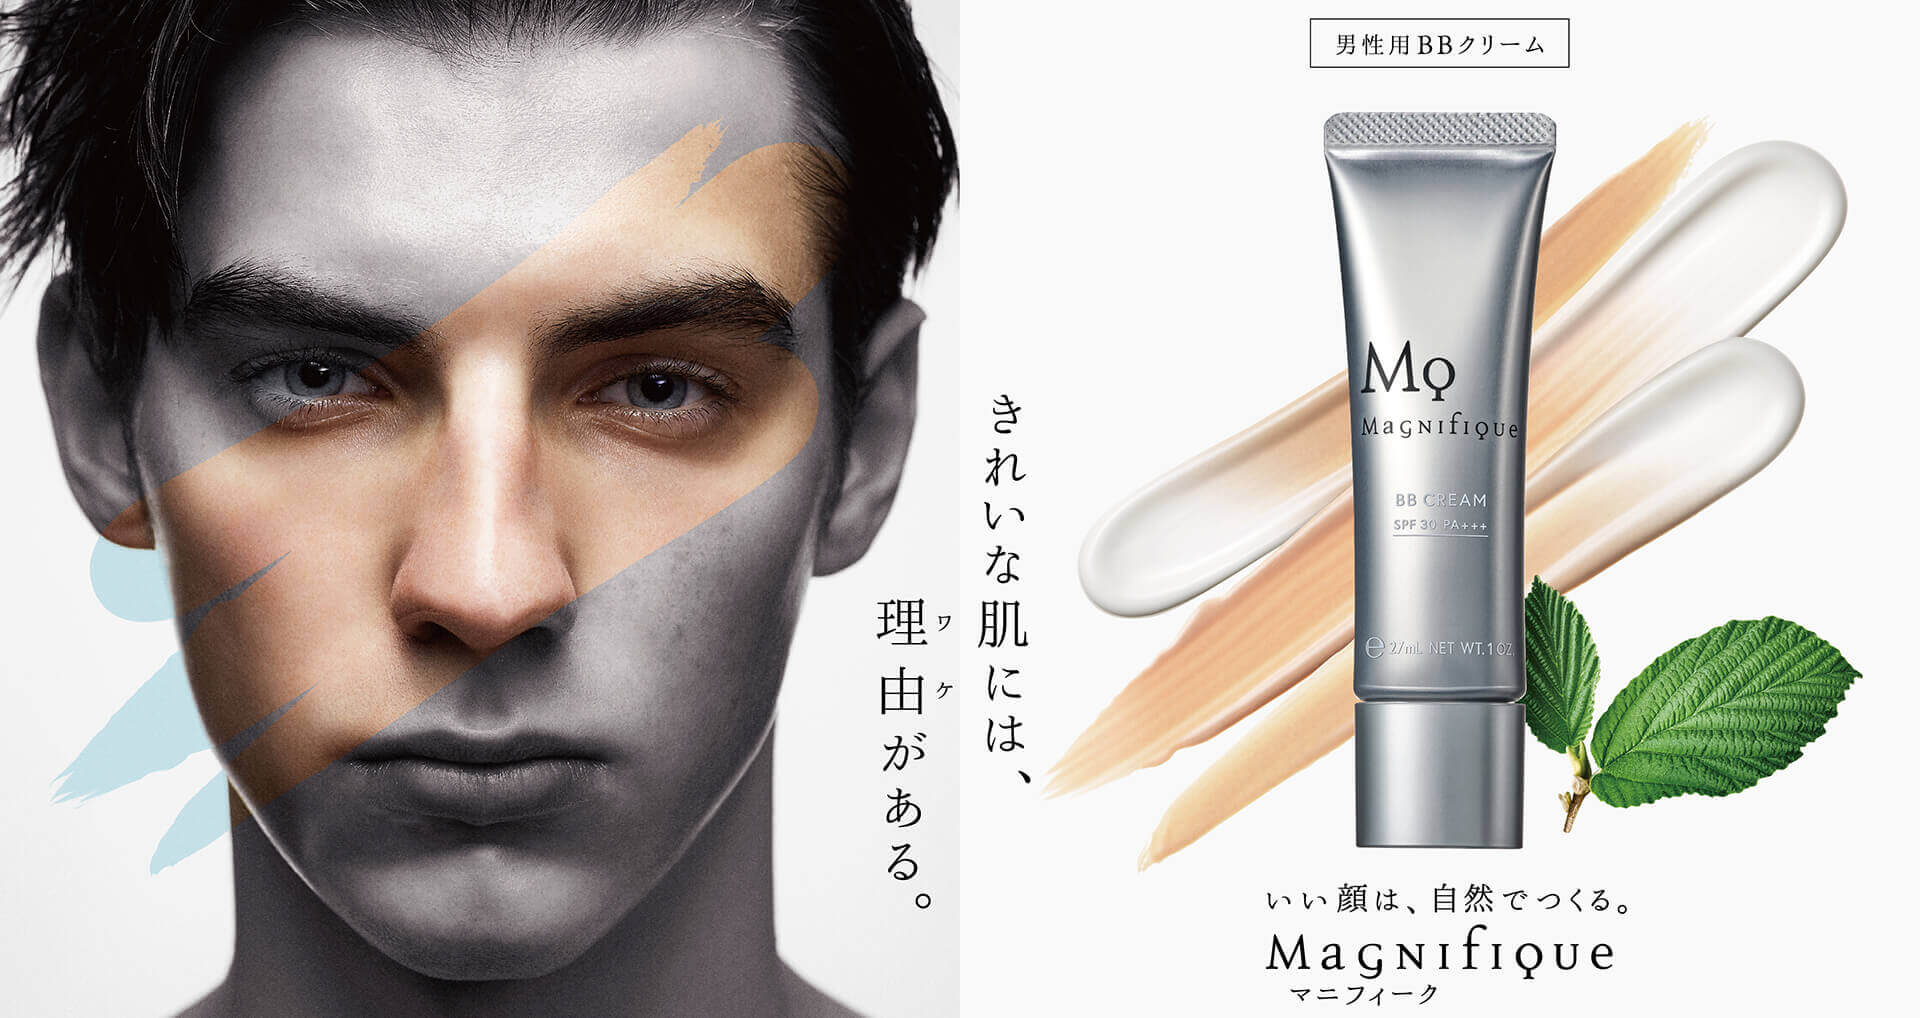 きれいな肌には、
理由がある。
ワケ
男性用BBクリーム
Mq
Magnifique
BB CREAM
SPF 30 PA+++
℮ 27mL NET WT. 1 OZ.
いい顔は、自然でつくる。
Magnifique
マニフィーク